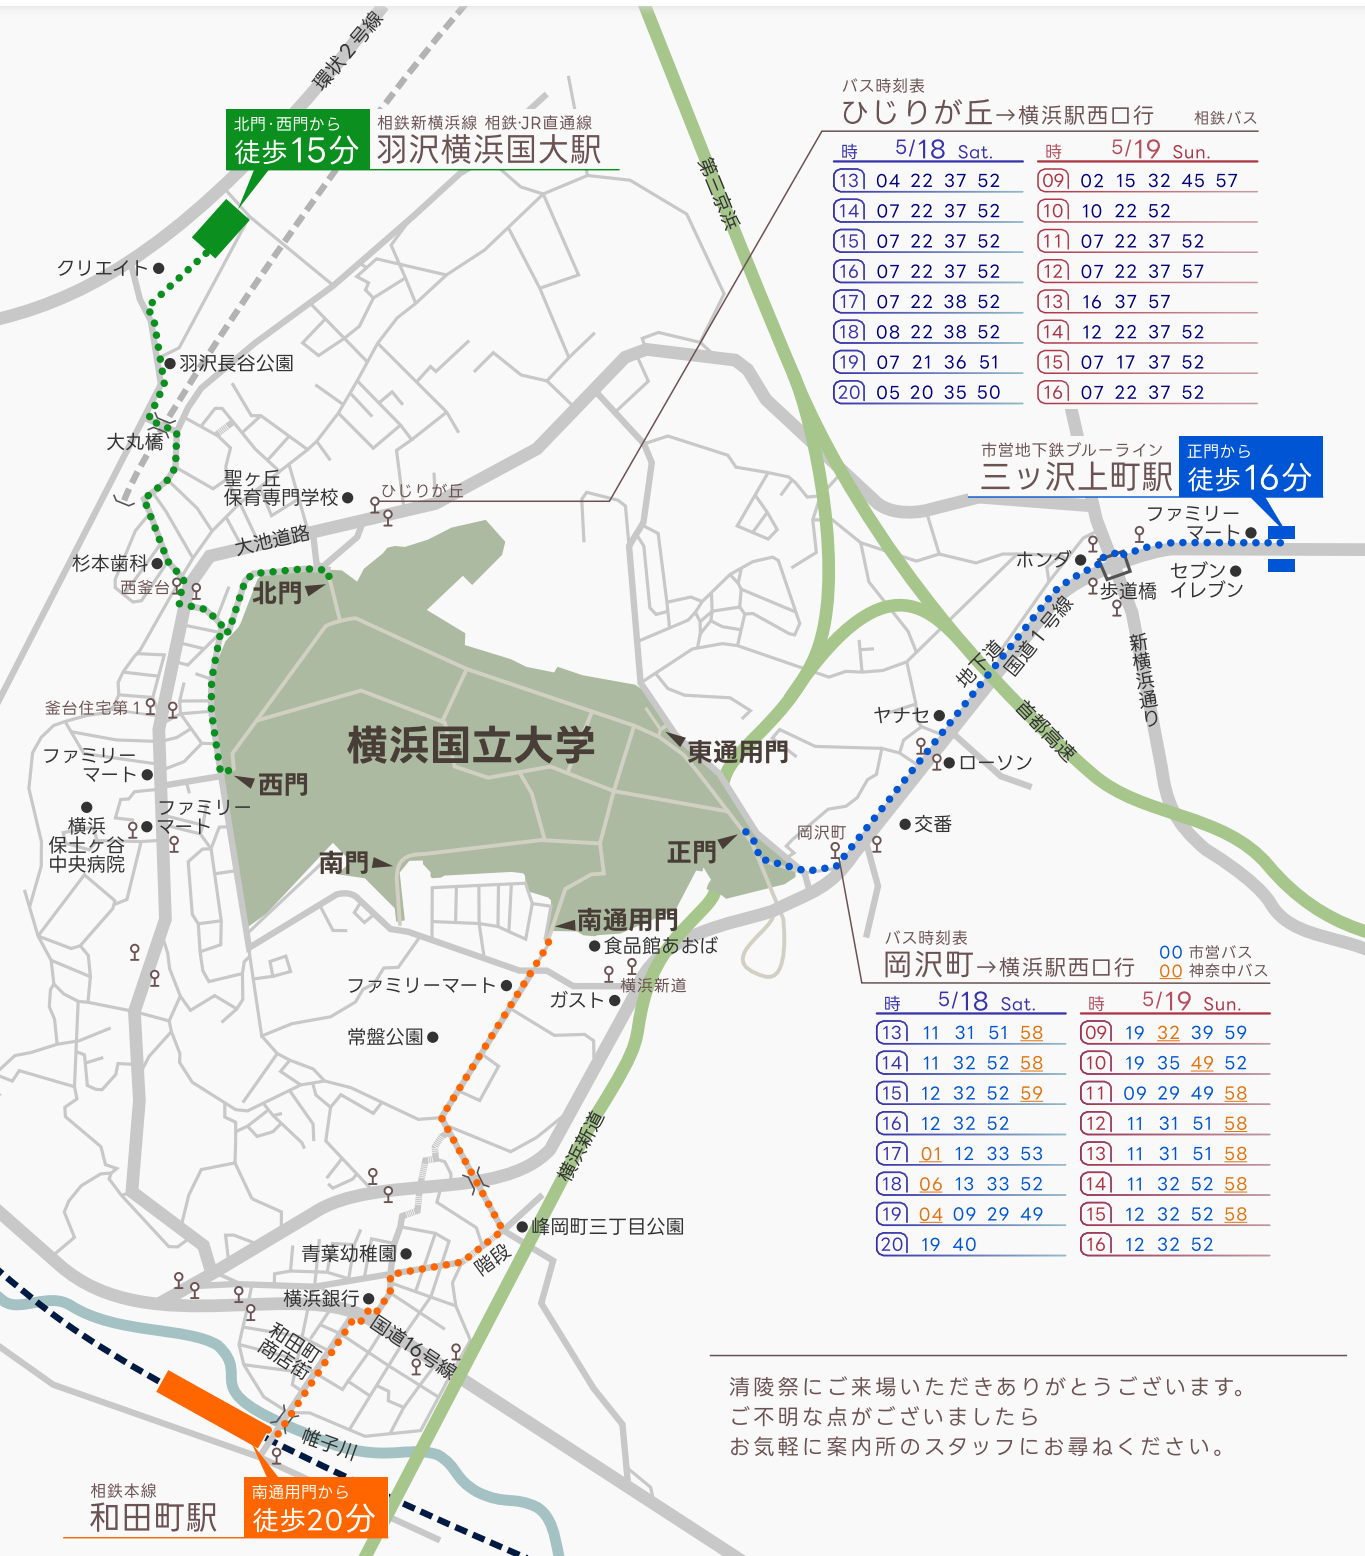 環状2号線
北門・西門から
徒歩15分
相鉄新横浜線 相鉄・JR直通線
羽沢横浜国大駅
クリエイト
羽沢長谷公園
大丸橋
聖ヶ丘
保育専門学校
ひじりが丘
大池道路
杉本歯科
西釜台
北門
第三京浜
バス時刻表
ひじりが丘→横浜駅西口行 相鉄バス
時 5/18 Sat.
13 04 22 37 52
14 07 22 37 52
15 07 22 37 52
16 07 22 37 52
17 07 22 38 52
18 08 22 38 52
19 07 21 36 51
20 05 20 35 50
時 5/19 Sun.
09 02 15 32 45 57
10 10 22 52
11 07 22 37 52
12 07 22 37 57
13 16 37 57
14 12 22 37 52
15 07 17 37 52
16 07 22 37 52
市営地下鉄ブルーライン
三ッ沢上町駅
正門から
徒歩16分
ファミリー
マート
ホンダ
セブン
イレブン
歩道橋
国道1号線
地下道
新横浜通り
首都高速
ヤナセ
ローソン
交番
岡沢町
釜台住宅第1
ファミリー
マート
ファミリー
マート
横浜
保土ヶ谷
中央病院
西門
横浜国立大学
東通用門
正門
南門
南通用門
食品館あおば
横浜新道
ファミリーマート
ガスト
常盤公園
横浜新道
峰岡町三丁目公園
階段
青葉幼稚園
横浜銀行
国道16号線
和田町
商店街
帷子川
相鉄本線
和田町駅
南通用門から
徒歩20分
バス時刻表
岡沢町→横浜駅西口行
00 市営バス
00 神奈中バス
時 5/18 Sat.
13 11 31 51 58
14 11 32 52 58
15 12 32 52 59
16 12 32 52
17 01 12 33 53
18 06 13 33 52
19 04 09 29 49
20 19 40
時 5/19 Sun.
09 19 32 39 59
10 19 35 49 52
11 09 29 49 58
12 11 31 51 58
13 11 31 51 58
14 11 32 52 58
15 12 32 52 58
16 12 32 52
清陵祭にご来場いただきありがとうございます。
ご不明な点がございましたら
お気軽に案内所のスタッフにお尋ねください。